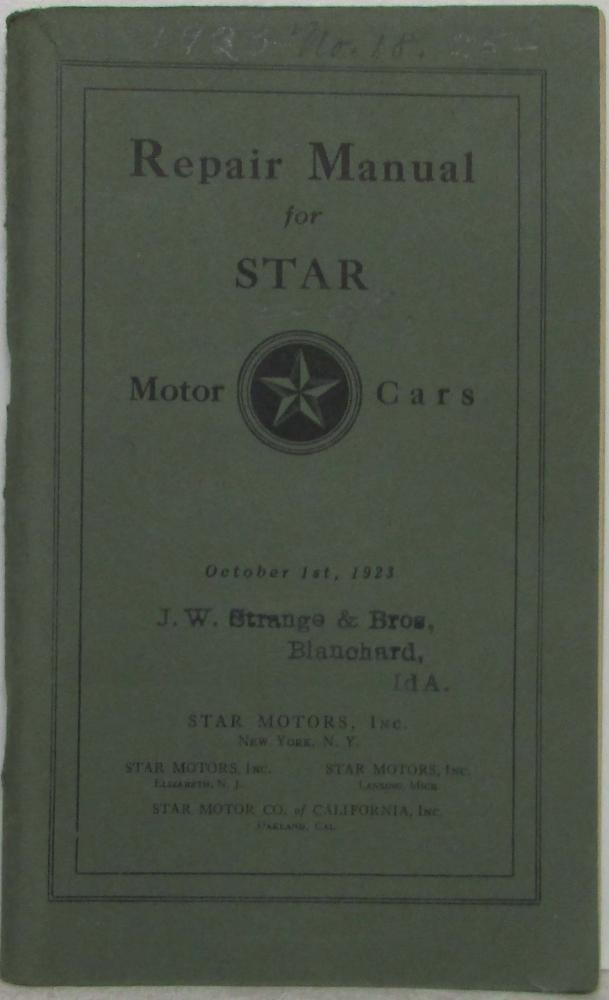 1923 No. 18.
Repair Manual
for
STAR
Motor Cars
October 1st, 1923
J. W. Strange & Bros,
Blanchard,
IdA.
STAR MOTORS, Inc.
New York, N. Y.
STAR MOTORS, Inc. STAR MOTORS, Inc.
Elizabeth, N. J. Lansing, Mich.
STAR MOTOR CO. of CALIFORNIA, Inc.
Oakland, Cal.